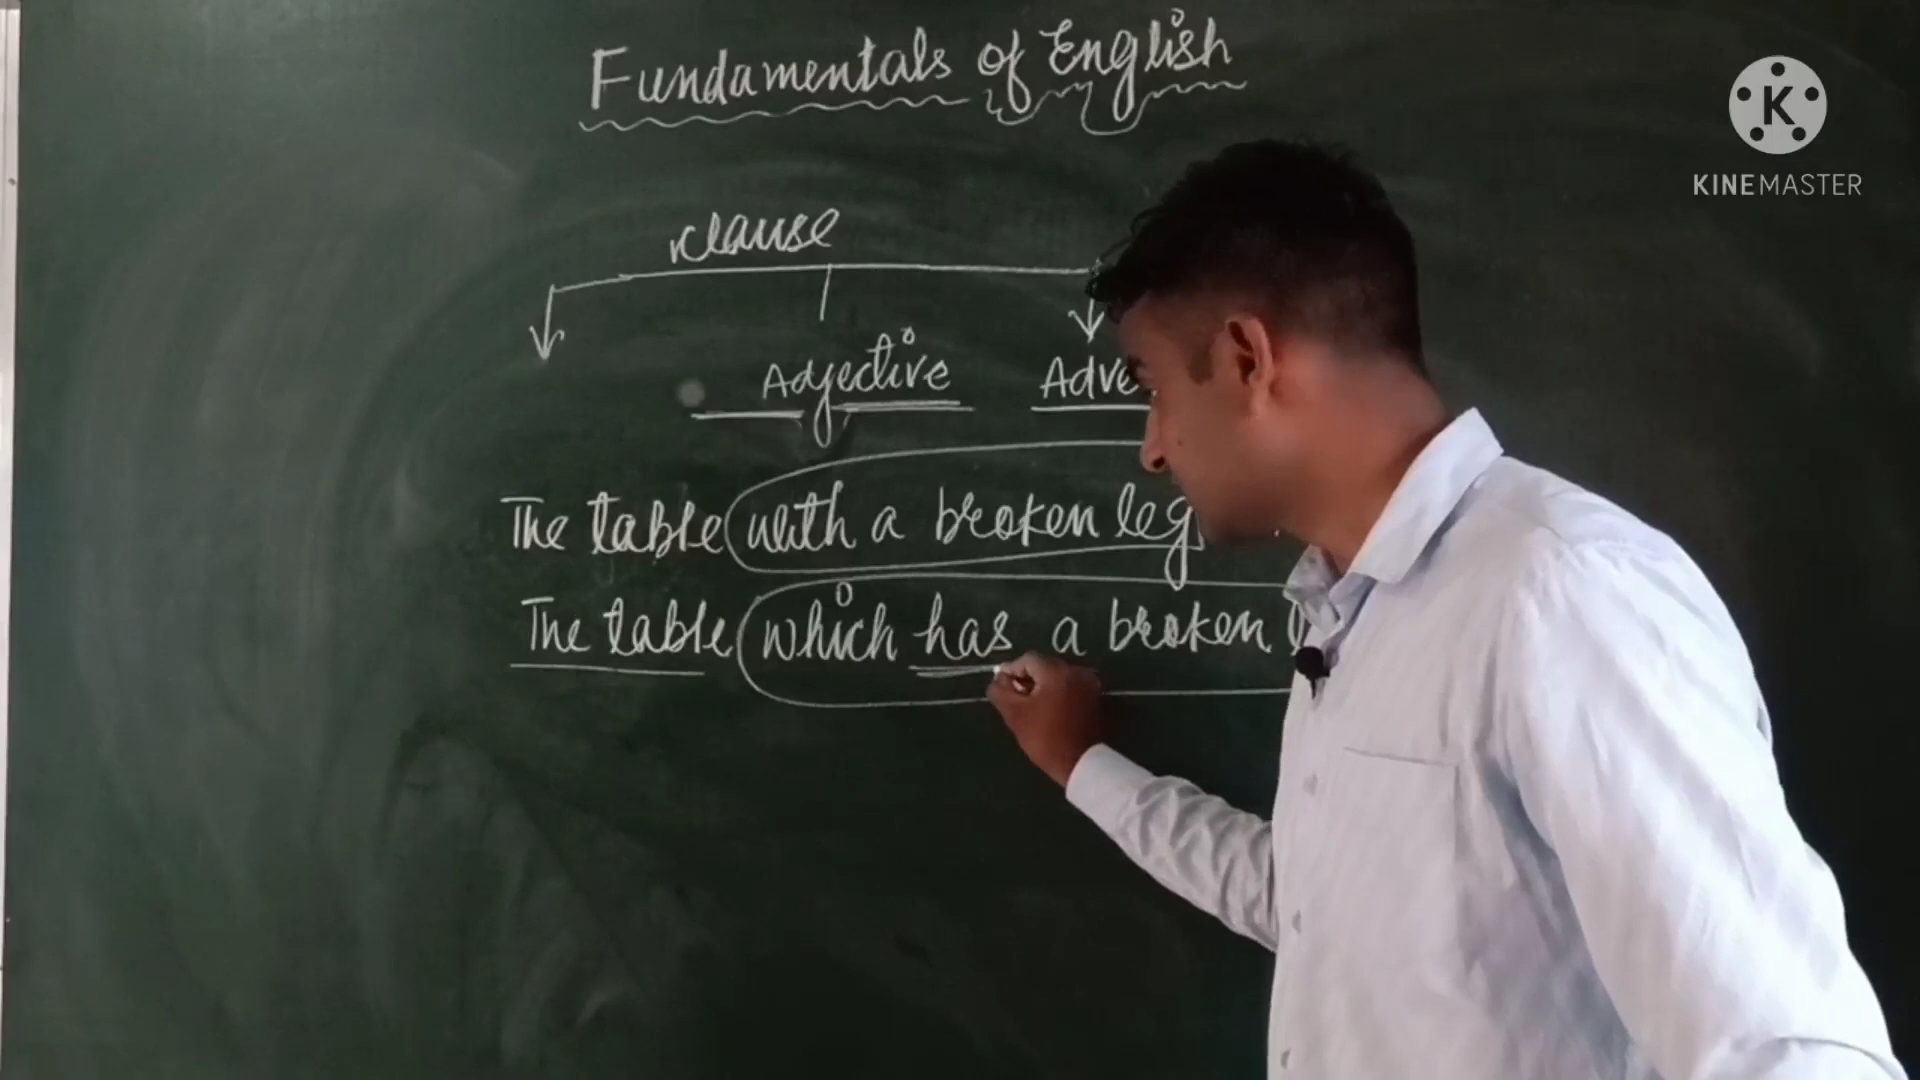 Fundamentals of English
KINEMASTER
clause
Adjective Adve
The table with a broken leg
The table which has a broken